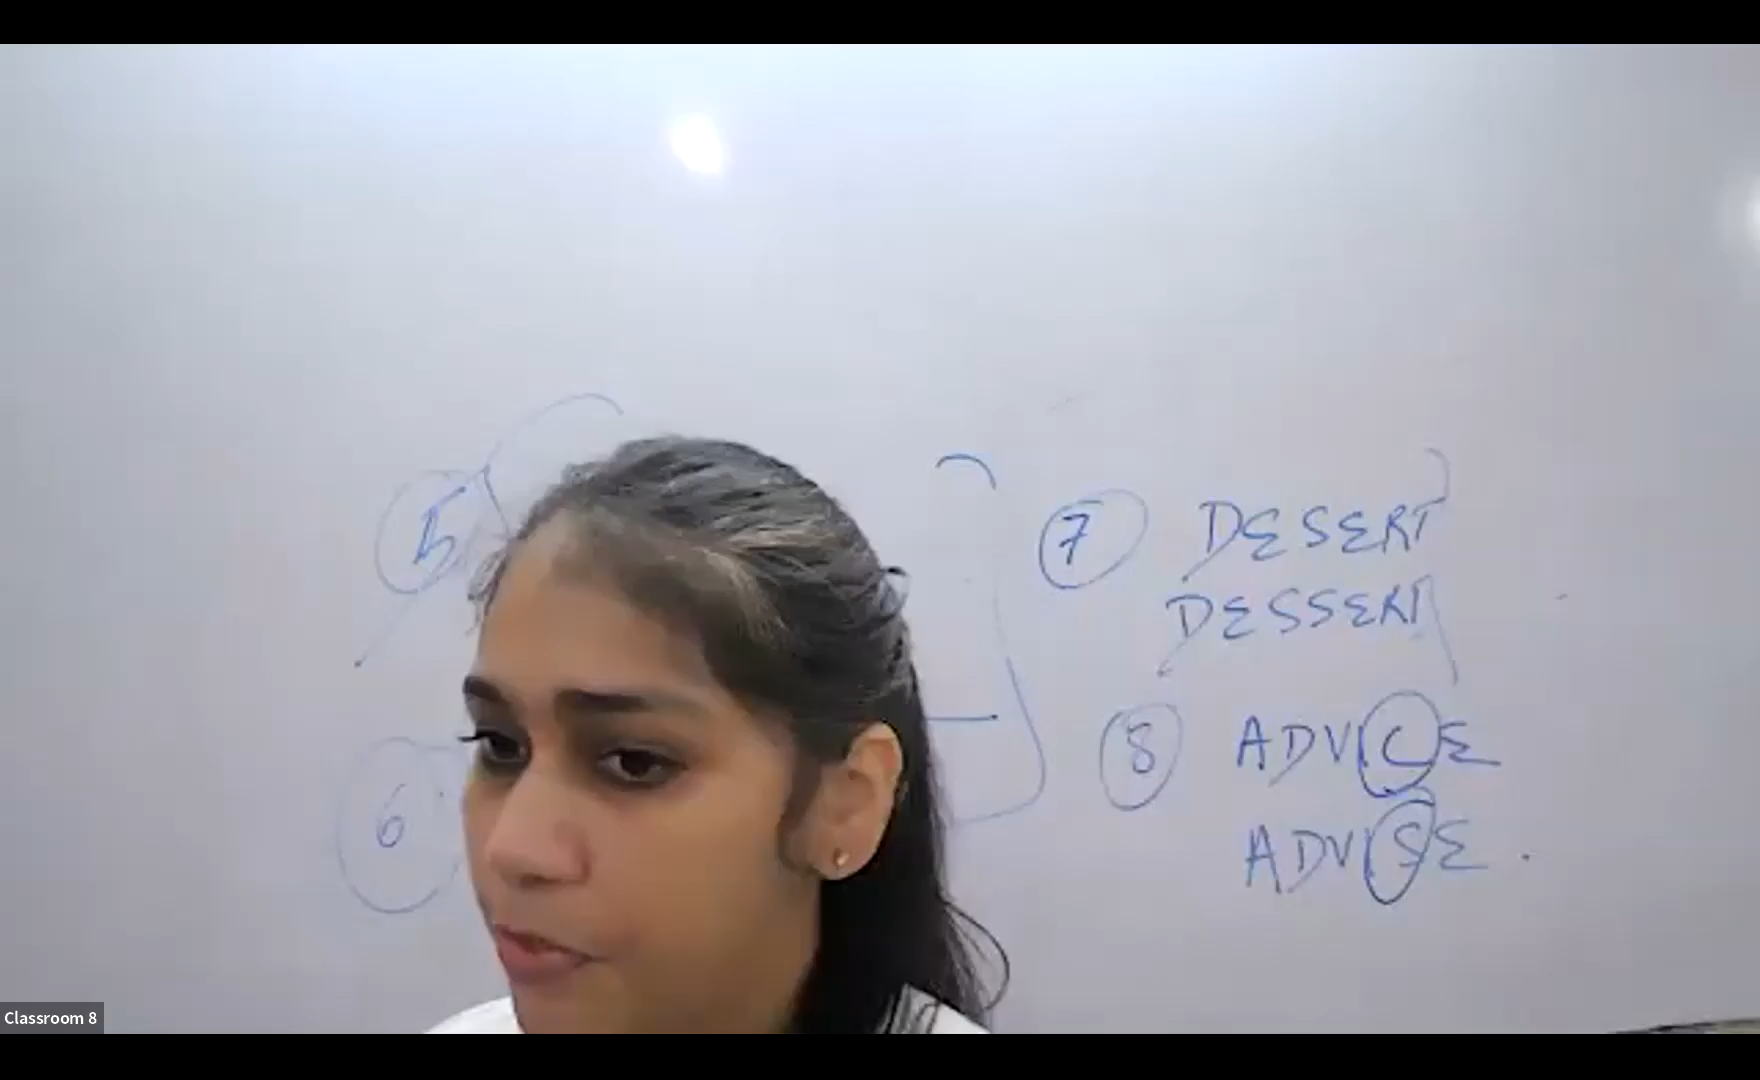 5
6
7 DESERT
DESSERT
8 ADVICE
ADVISE.
Classroom 8